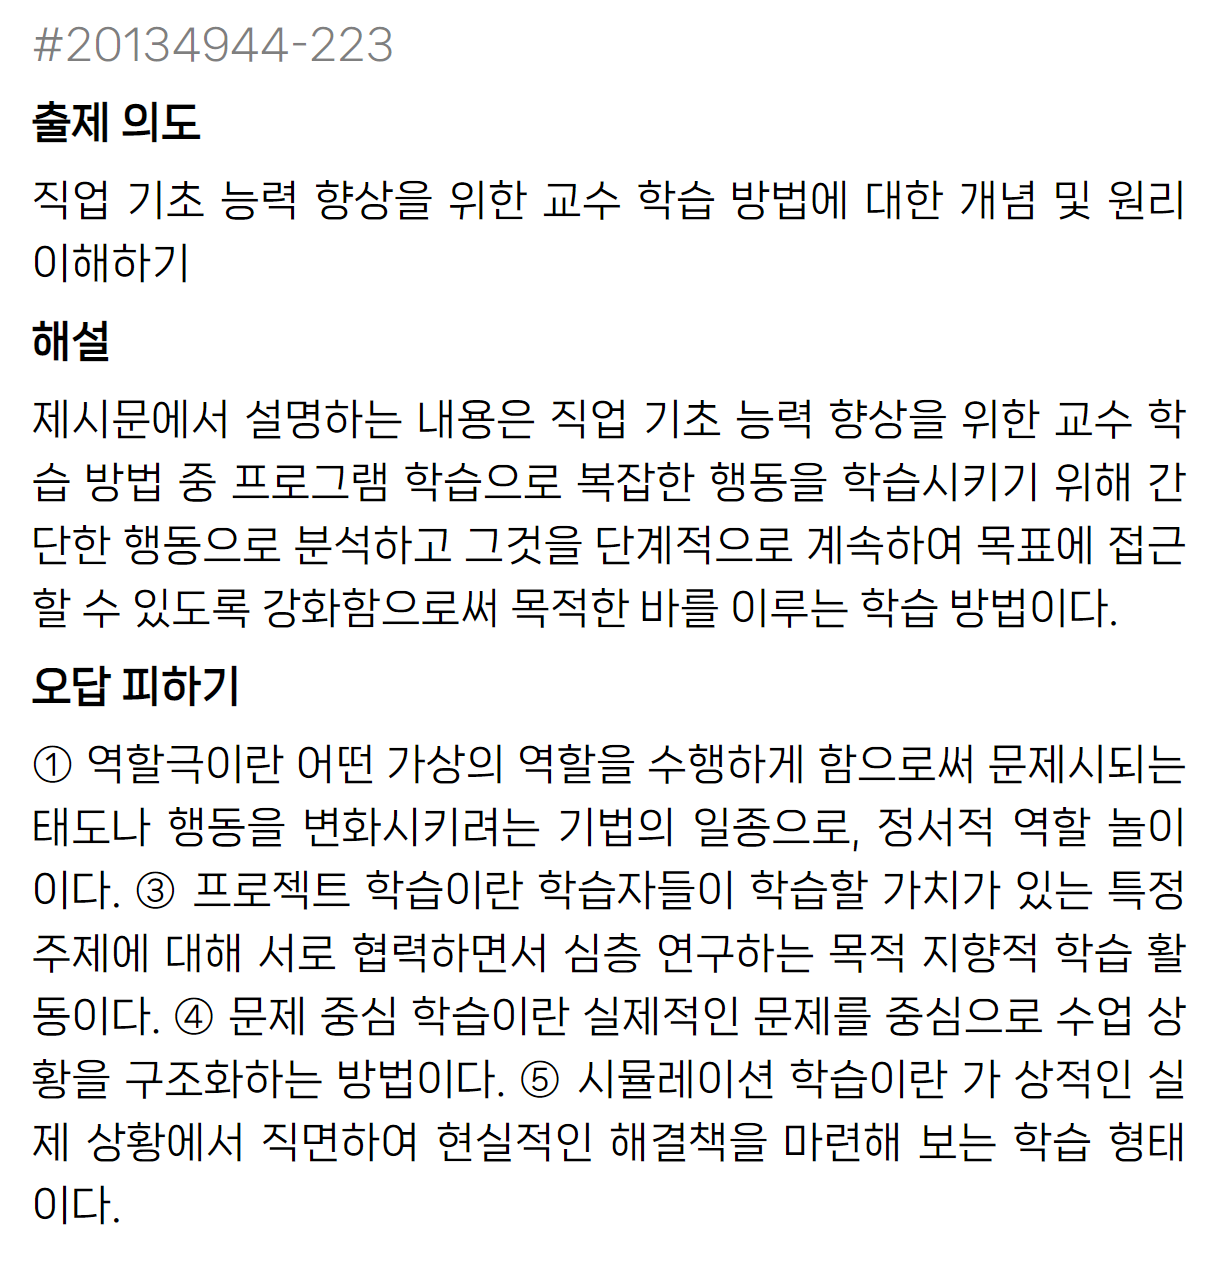 #20134944-223
출제 의도
직업 기초 능력 향상을 위한 교수 학습 방법에 대한 개념 및 원리
이해하기
해설
제시문에서 설명하는 내용은 직업 기초 능력 향상을 위한 교수 학
습 방법 중 프로그램 학습으로 복잡한 행동을 학습시키기 위해 간
단한 행동으로 분석하고 그것을 단계적으로 계속하여 목표에 접근
할 수 있도록 강화함으로써 목적한 바를 이루는 학습 방법이다.
오답 피하기
① 역할극이란 어떤 가상의 역할을 수행하게 함으로써 문제시되는
태도나 행동을 변화시키려는 기법의 일종으로, 정서적 역할 놀이
이다. ③ 프로젝트 학습이란 학습자들이 학습할 가치가 있는 특정
주제에 대해 서로 협력하면서 심층 연구하는 목적 지향적 학습 활
동이다. ④ 문제 중심 학습이란 실제적인 문제를 중심으로 수업 상
황을 구조화하는 방법이다. ⑤ 시뮬레이션 학습이란 가 상적인 실
제 상황에서 직면하여 현실적인 해결책을 마련해 보는 학습 형태
이다.